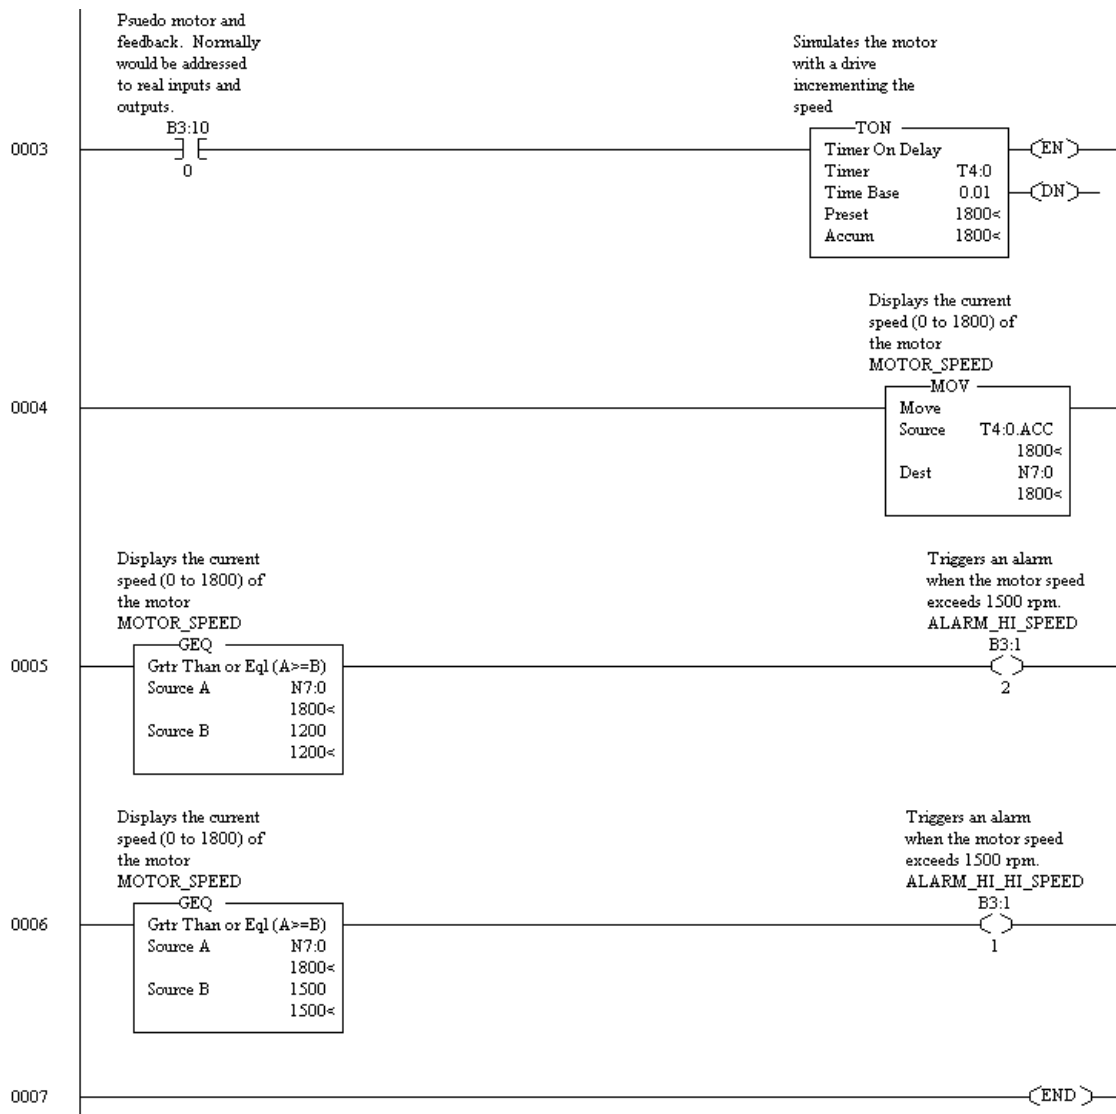 Psuedo motor and
feedback. Normally
would be addressed
to real inputs and
outputs.
B3:10
0
Simulates the motor
with a drive
incrementing the
speed
0003
TON
Timer On Delay
Timer T4:0
Time Base 0.01
Preset 1800<
Accum 1800<
EN
DN
Displays the current
speed (0 to 1800) of
the motor
MOTOR_SPEED
0004
MOV
Move
Source T4:0.ACC
1800<
Dest N7:0
1800<
Displays the current
speed (0 to 1800) of
the motor
MOTOR_SPEED
0005
GEQ
Grtr Than or Eql (A>=B)
Source A N7:0
1800<
Source B 1200
1200<
Triggers an alarm
when the motor speed
exceeds 1500 rpm.
ALARM_HI_SPEED
B3:1
2
Displays the current
speed (0 to 1800) of
the motor
MOTOR_SPEED
0006
GEQ
Grtr Than or Eql (A>=B)
Source A N7:0
1800<
Source B 1500
1500<
Triggers an alarm
when the motor speed
exceeds 1500 rpm.
ALARM_HI_HI_SPEED
B3:1
1
0007
END